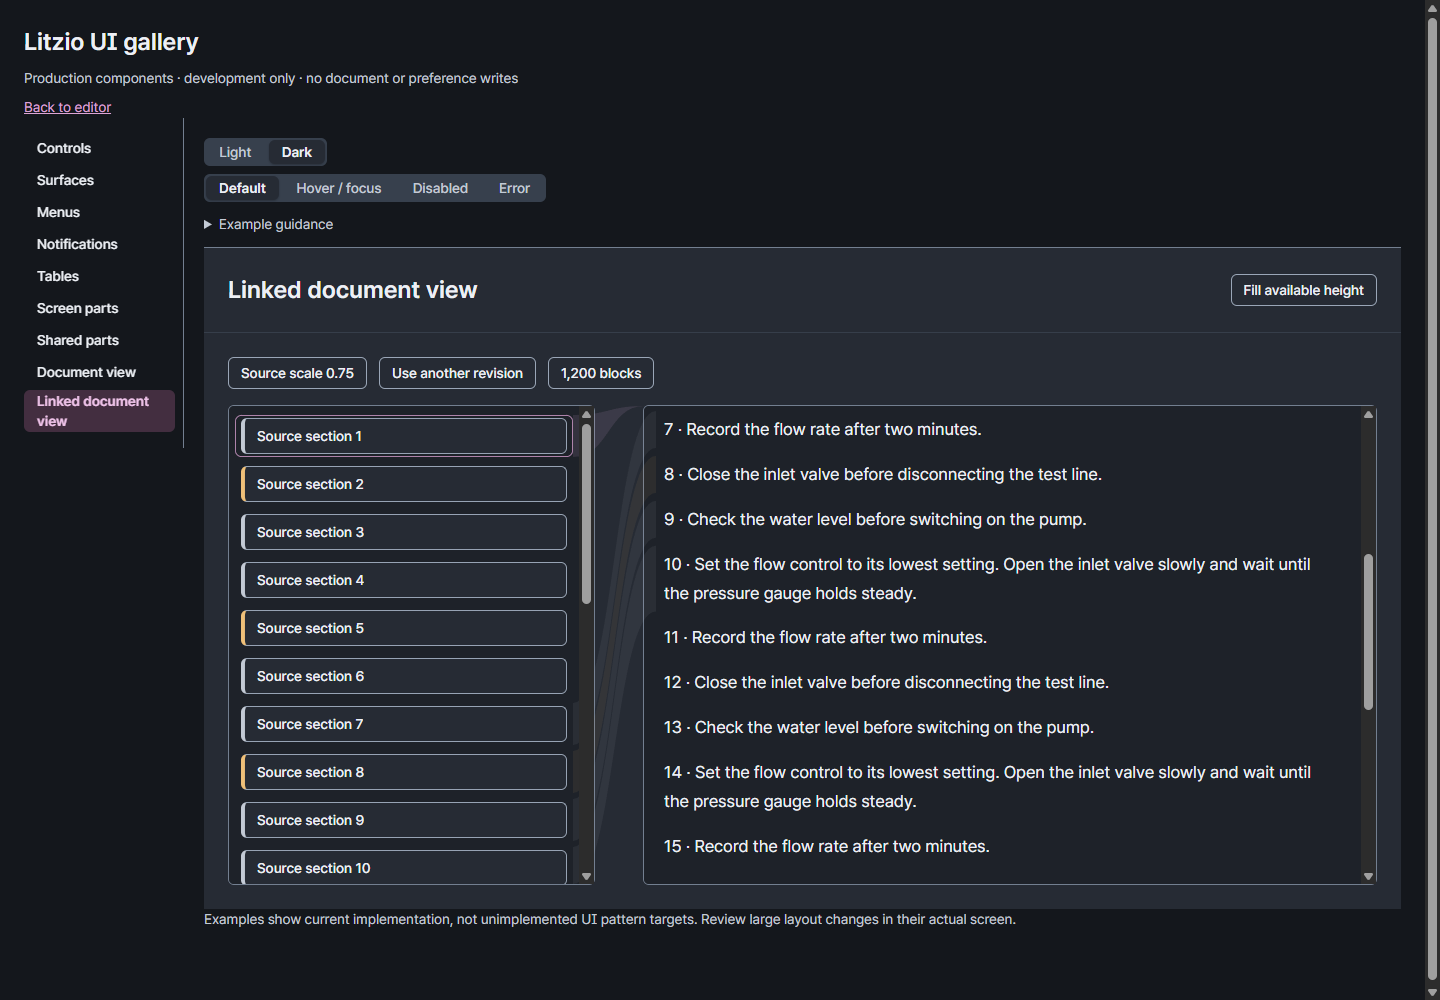 Litzio UI gallery
Production components · development only · no document or preference writes
Back to editor
Controls
Surfaces
Menus
Notifications
Tables
Screen parts
Shared parts
Document view
Linked document
view
Light Dark
Default Hover / focus Disabled Error
Example guidance
Linked document view
Fill available height
Source scale 0.75 Use another revision 1,200 blocks
Source section 1
Source section 2
Source section 3
Source section 4
Source section 5
Source section 6
Source section 7
Source section 8
Source section 9
Source section 10
7 · Record the flow rate after two minutes.
8 · Close the inlet valve before disconnecting the test line.
9 · Check the water level before switching on the pump.
10 · Set the flow control to its lowest setting. Open the inlet valve slowly and wait until
the pressure gauge holds steady.
11 · Record the flow rate after two minutes.
12 · Close the inlet valve before disconnecting the test line.
13 · Check the water level before switching on the pump.
14 · Set the flow control to its lowest setting. Open the inlet valve slowly and wait until
the pressure gauge holds steady.
15 · Record the flow rate after two minutes.
Examples show current implementation, not unimplemented UI pattern targets. Review large layout changes in their actual screen.